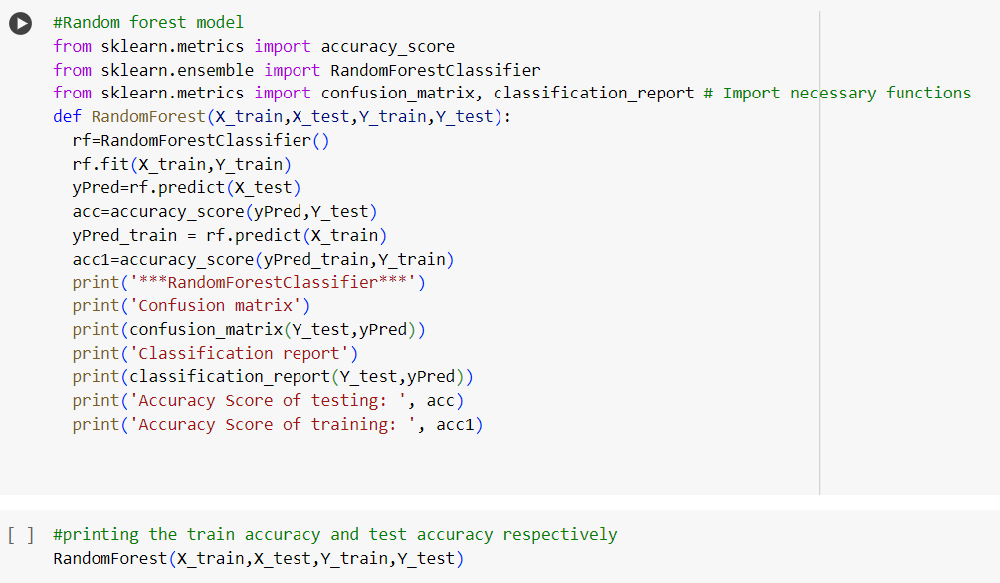 #Random forest model
from sklearn.metrics import accuracy_score
from sklearn.ensemble import RandomForestClassifier
from sklearn.metrics import confusion_matrix, classification_report # Import necessary functions
def RandomForest(X_train,X_test,Y_train,Y_test):
  rf=RandomForestClassifier()
  rf.fit(X_train,Y_train)
  yPred=rf.predict(X_test)
  acc=accuracy_score(yPred,Y_test)
  yPred_train = rf.predict(X_train)
  acc1=accuracy_score(yPred_train,Y_train)
  print('***RandomForestClassifier***')
  print('Confusion matrix')
  print(confusion_matrix(Y_test,yPred))
  print('Classification report')
  print(classification_report(Y_test,yPred))
  print('Accuracy Score of testing: ', acc)
  print('Accuracy Score of training: ', acc1)
[ ] #printing the train accuracy and test accuracy respectively
RandomForest(X_train,X_test,Y_train,Y_test)